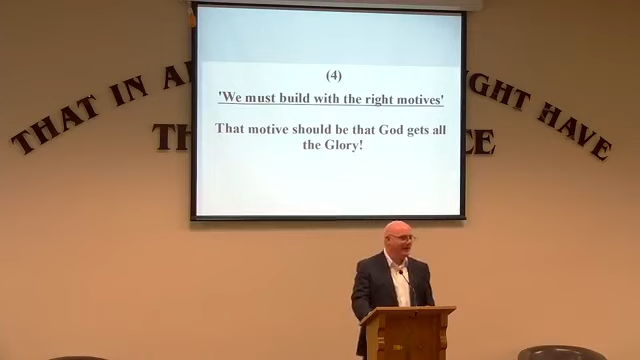 (4)
'We must build with the right motives'
That motive should be that God gets all
the Glory!
THAT IN A
GHT HAVE
TH
CE